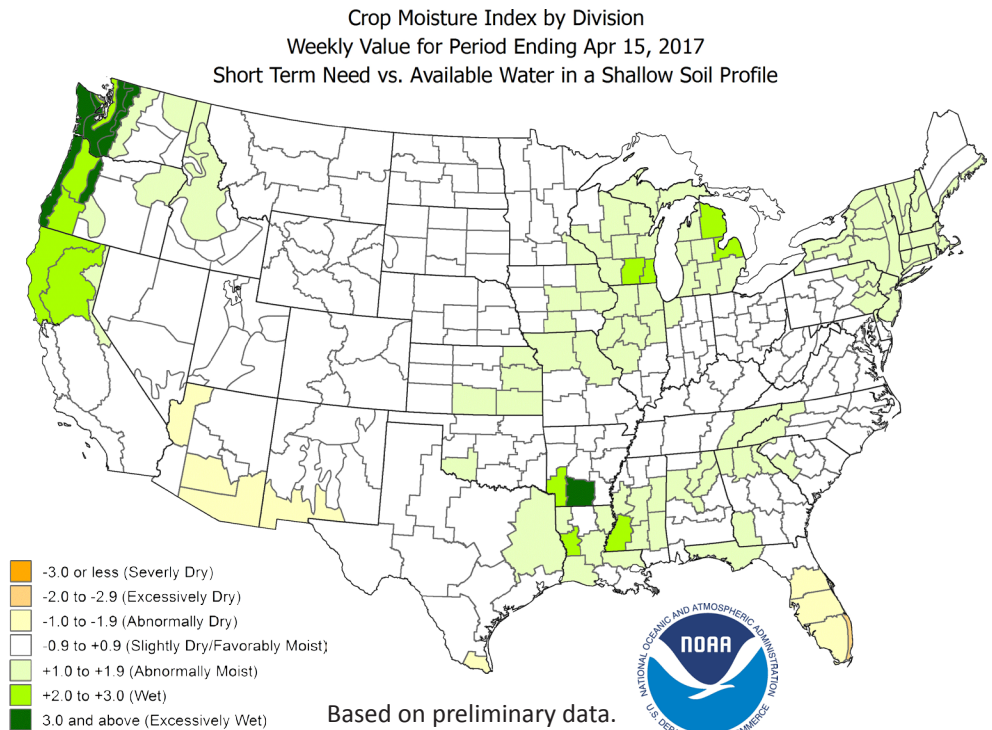 Crop Moisture Index by Division
Weekly Value for Period Ending Apr 15, 2017
Short Term Need vs. Available Water in a Shallow Soil Profile
-3.0 or less (Severly Dry)
-2.0 to -2.9 (Excessively Dry)
-1.0 to -1.9 (Abnormally Dry)
-0.9 to +0.9 (Slightly Dry/Favorably Moist)
+1.0 to +1.9 (Abnormally Moist)
+2.0 to +3.0 (Wet)
3.0 and above (Excessively Wet)
Based on preliminary data.
NATIONAL OCEANIC AND ATMOSPHERIC ADMINISTRATION
NOAA
U.S. DEPA
MMERCE